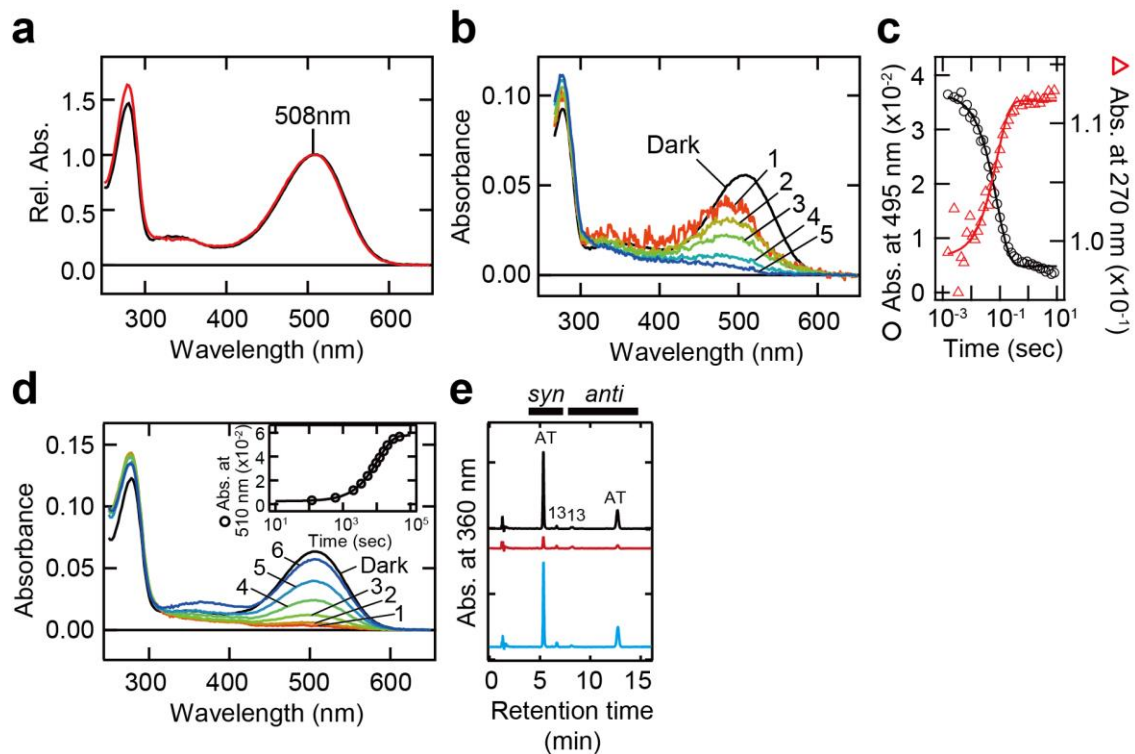 a
Rel. Abs.
1.5
1.0
0.5
0.0
508nm
300 400 500 600
Wavelength (nm)
b
Absorbance
0.10
0.05
0.00
Dark
1
2
3
4
5
300 400 500 600
Wavelength (nm)
c
○ Abs. at 495 nm (x10-2)
4
3
2
1
0
△ Abs. at 270 nm (x10-1)
1.1
1.0
10-3 10-1 101
Time (sec)
d
Absorbance
0.15
0.10
0.05
0.00
○ Abs. at
510 nm (x10-2)
6
4
2
0
101 103 105
Time (sec)
6
5
4
Dark
3
2
1
300 400 500 600
Wavelength (nm)
e
syn anti
Abs. at 360 nm
AT
13 13
AT
0 5 10 15
Retention time
(min)